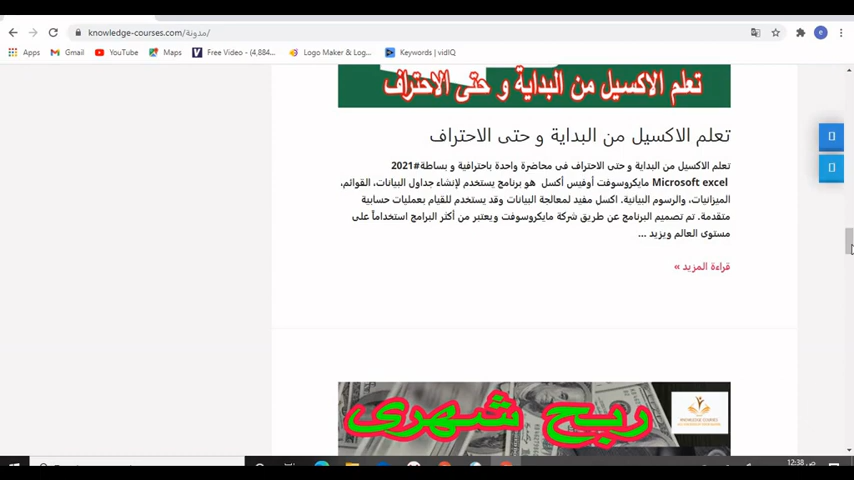 knowledge-courses.com/مدونة/
Apps Gmail YouTube Maps Free Video - (4,884... Logo Maker & Log... Keywords | vidIQ
تعلم الاكسيل من البداية و حتى الاحتراف
تعلم الاكسيل من البداية و حتى الاحتراف
تعلم الاكسيل من البداية و حتى الاحتراف فى محاضرة واحدة باحترافية و بساطة#2021
Microsoft excel مايكروسوفت أوفيس أكسل هو برنامج يستخدم لإنشاء جداول البيانات، القوائم،
الميزانيات، والرسوم البيانية. اكسل مفيد لمعالجة البيانات وقد يستخدم للقيام بعمليات حسابية
متقدمة. تم تصميم البرنامج عن طريق شركة مايكروسوفت ويعتبر من أكثر البرامج استخداماً على
مستوى العالم ويزيد ...
قراءة المزيد »
ربح شهرى
KNOWLEDGE COURSES
12:38 ص